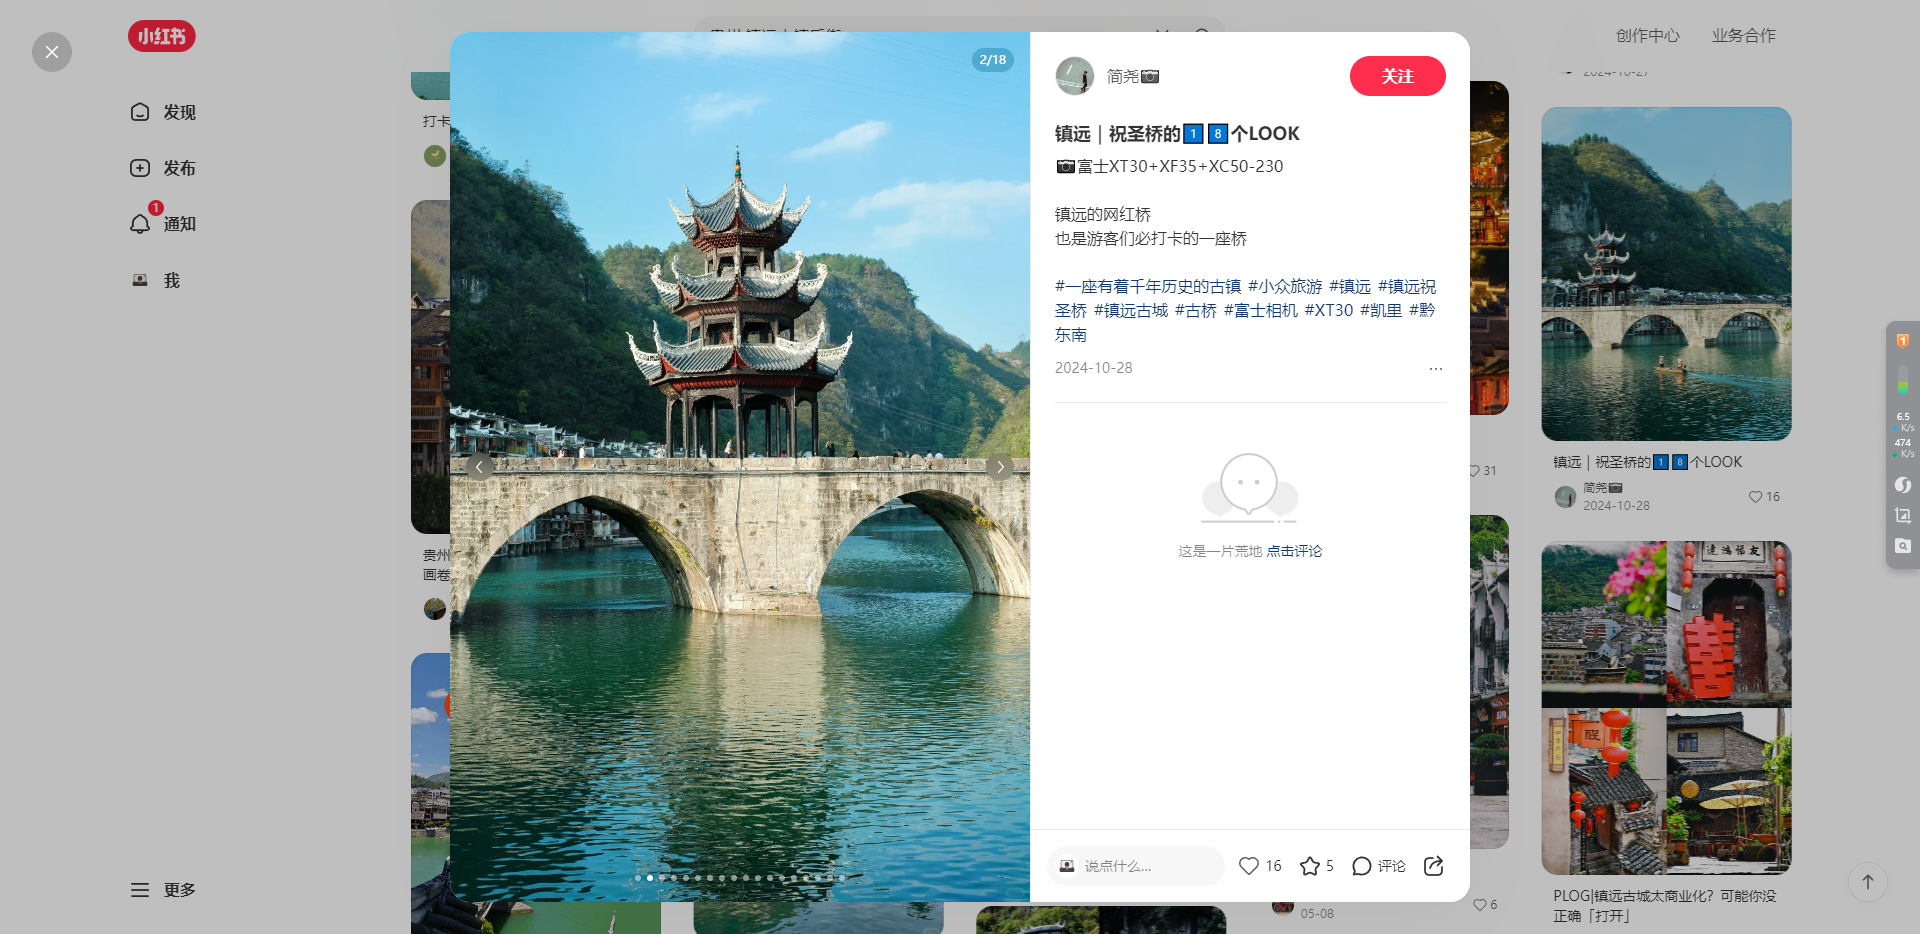 小红书
创作中心
业务合作
发现
发布
1
通知
我
更多
2/18
简尧
关注
镇远｜祝圣桥的1️⃣8️⃣个LOOK
📷富士XT30+XF35+XC50-230
镇远的网红桥
也是游客们必打卡的一座桥
#一座有着千年历史的古镇 #小众旅游 #镇远 #镇远祝
圣桥 #镇远古城 #古桥 #富士相机 #XT30 #凯里 #黔
东南
2024-10-28
这是一片荒地 点击评论
说点什么...
16
5
评论
打卡
贵州
画卷
31
6
05-08
2024-10-27
镇远｜祝圣桥的1️⃣8️⃣个LOOK
简尧
2024-10-28
16
PLOG|镇远古城太商业化？可能你没
正确「打开」
1
6.5
K/s
474
K/s